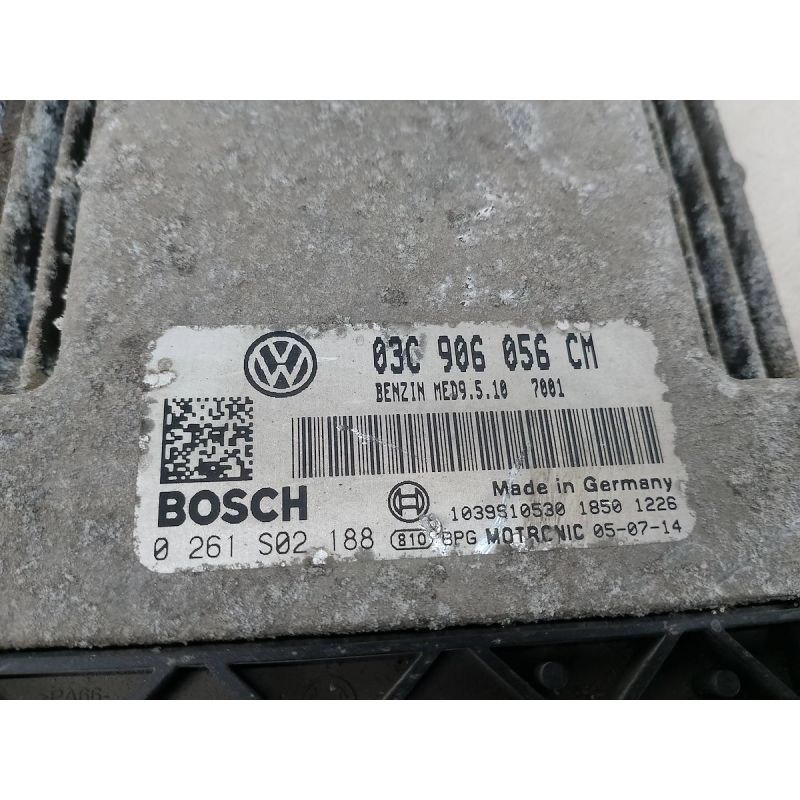 03C 906 056 CM
BENZIN MED9.5.10 7001
Made in Germany
BOSCH
1039S10530 1850 1226
0 261 S02 188 810 BPG MOTRONIC 05-07-14
>PA66-